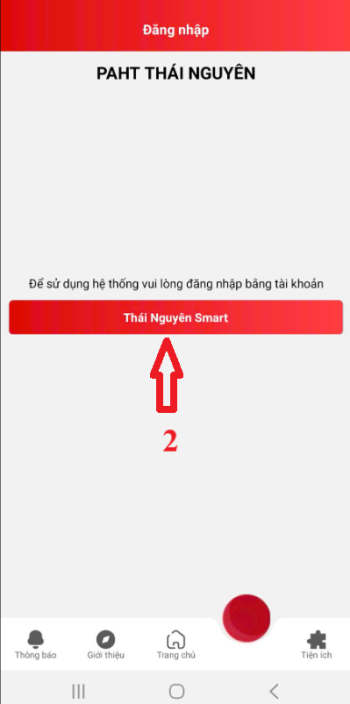 Đăng nhập
PAHT THÁI NGUYÊN
Để sử dụng hệ thống vui lòng đăng nhập bằng tài khoản
Thái Nguyên Smart
2
Thông báo
Giới thiệu
Trang chủ
Tiện ích